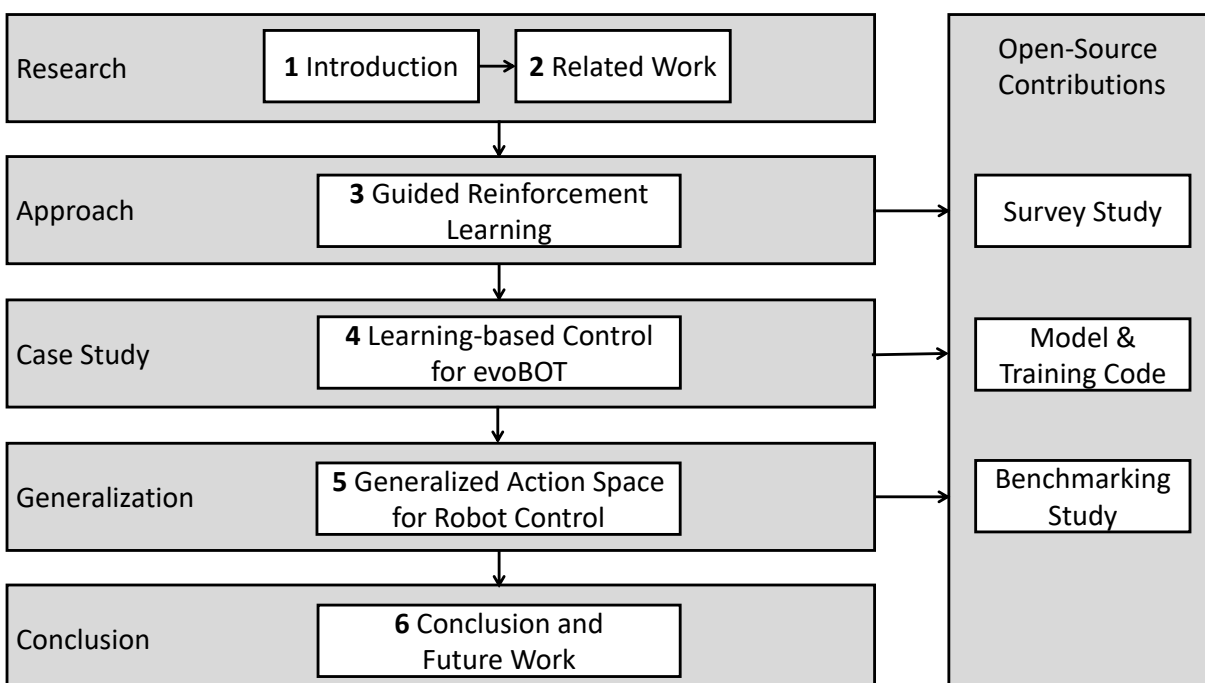 Research
1 Introduction
2 Related Work
Approach
3 Guided Reinforcement
Learning
Case Study
4 Learning-based Control
for evoBOT
Generalization
5 Generalized Action Space
for Robot Control
Conclusion
6 Conclusion and
Future Work
Open-Source
Contributions
Survey Study
Model &
Training Code
Benchmarking
Study